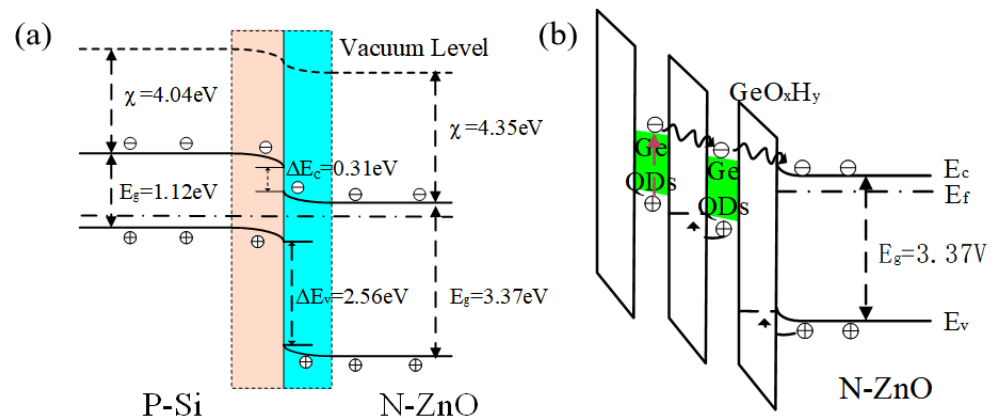 (a)
Vacuum Level
χ=4.04eV
χ=4.35eV
⊖ ⊖ ⊖
ΔEc=0.31eV
⊖ ⊖ ⊖
Eg=1.12eV
⊕ ⊕ ⊕
ΔEv=2.56eV
Eg=3.37eV
⊕ ⊕ ⊕
P-Si
N-ZnO
(b)
GeOxHy
⊖ ⊖ ⊖ ⊖
Ge
QDs
Ge
QDs
⊕ ⊕
Ec
Ef
Eg=3.37V
Ev
⊕ ⊕
N-ZnO